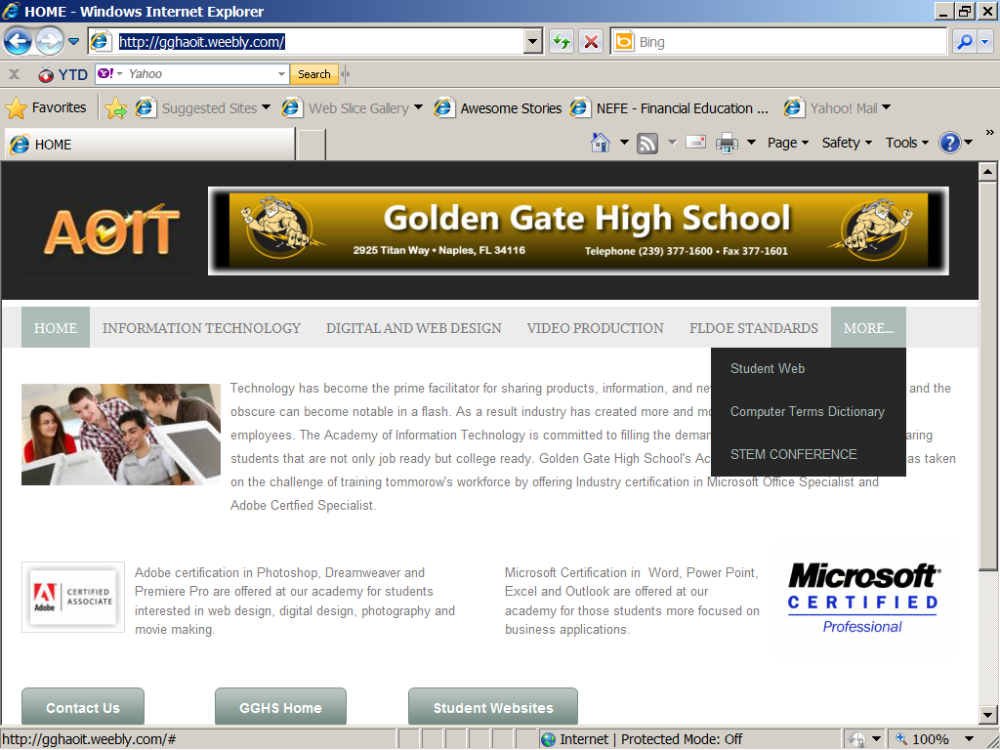 HOME - Windows Internet Explorer
http://gghaoit.weebly.com/
Bing
x YTD Y! Yahoo Search
Favorites Suggested Sites Web Slice Gallery Awesome Stories NEFE - Financial Education ... Yahoo! Mail
HOME Page Safety Tools ? »
AOIT
Golden Gate High School
2925 Titan Way • Naples, FL 34116 Telephone (239) 377-1600 • Fax 377-1601
HOME INFORMATION TECHNOLOGY DIGITAL AND WEB DESIGN VIDEO PRODUCTION FLDOE STANDARDS MORE...
Student Web
Computer Terms Dictionary
STEM CONFERENCE
Technology has become the prime facilitator for sharing products, information, and and the
obscure can become notable in a flash. As a result industry has created more and
employees. The Academy of Information Technology is committed to filling the
students that are not only job ready but college ready. Golden Gate High School's taken
on the challenge of training tommorow's workforce by offering Industry certification in Microsoft Office Specialist and
Adobe Certfied Specialist.
Adobe
CERTIFIED
ASSOCIATE
Adobe certification in Photoshop, Dreamweaver and
Premiere Pro are offered at our academy for students
interested in web design, digital design, photography and
movie making.
Microsoft Certification in Word, Power Point,
Excel and Outlook are offered at our
academy for those students more focused on
business applications.
Microsoft
CERTIFIED
Professional
Contact Us GGHS Home Student Websites
http://gghaoit.weebly.com/# Internet | Protected Mode: Off 100%